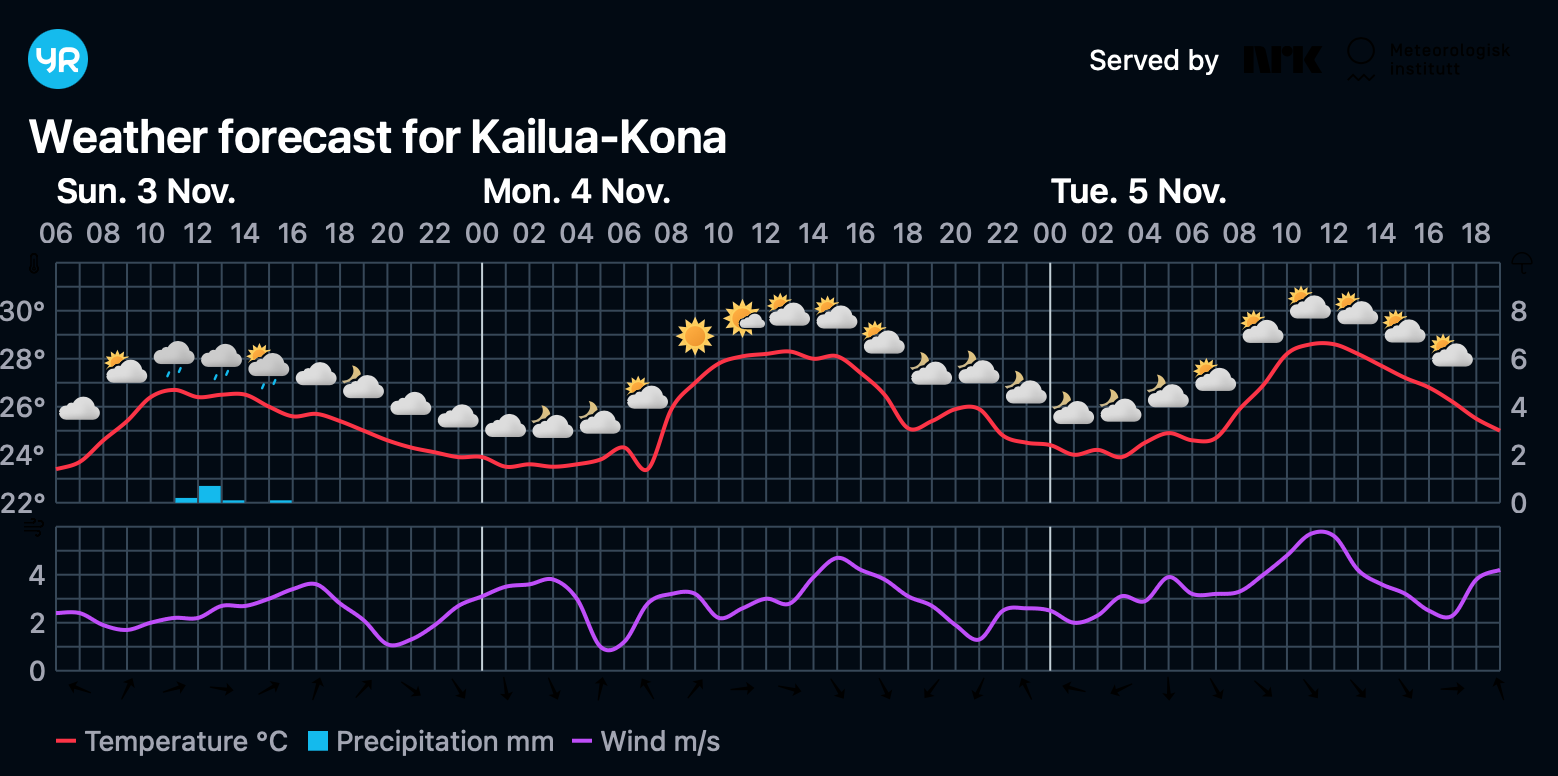 YR
Served by NRK Meteorologisk
institutt
Weather forecast for Kailua-Kona
Sun. 3 Nov. Mon. 4 Nov. Tue. 5 Nov.
06 08 10 12 14 16 18 20 22 00 02 04 06 08 10 12 14 16 18 20 22 00 02 04 06 08 10 12 14 16 18
30° 8
28° 6
26° 4
24° 2
22° 0
4
2
0
Temperature °C Precipitation mm Wind m/s